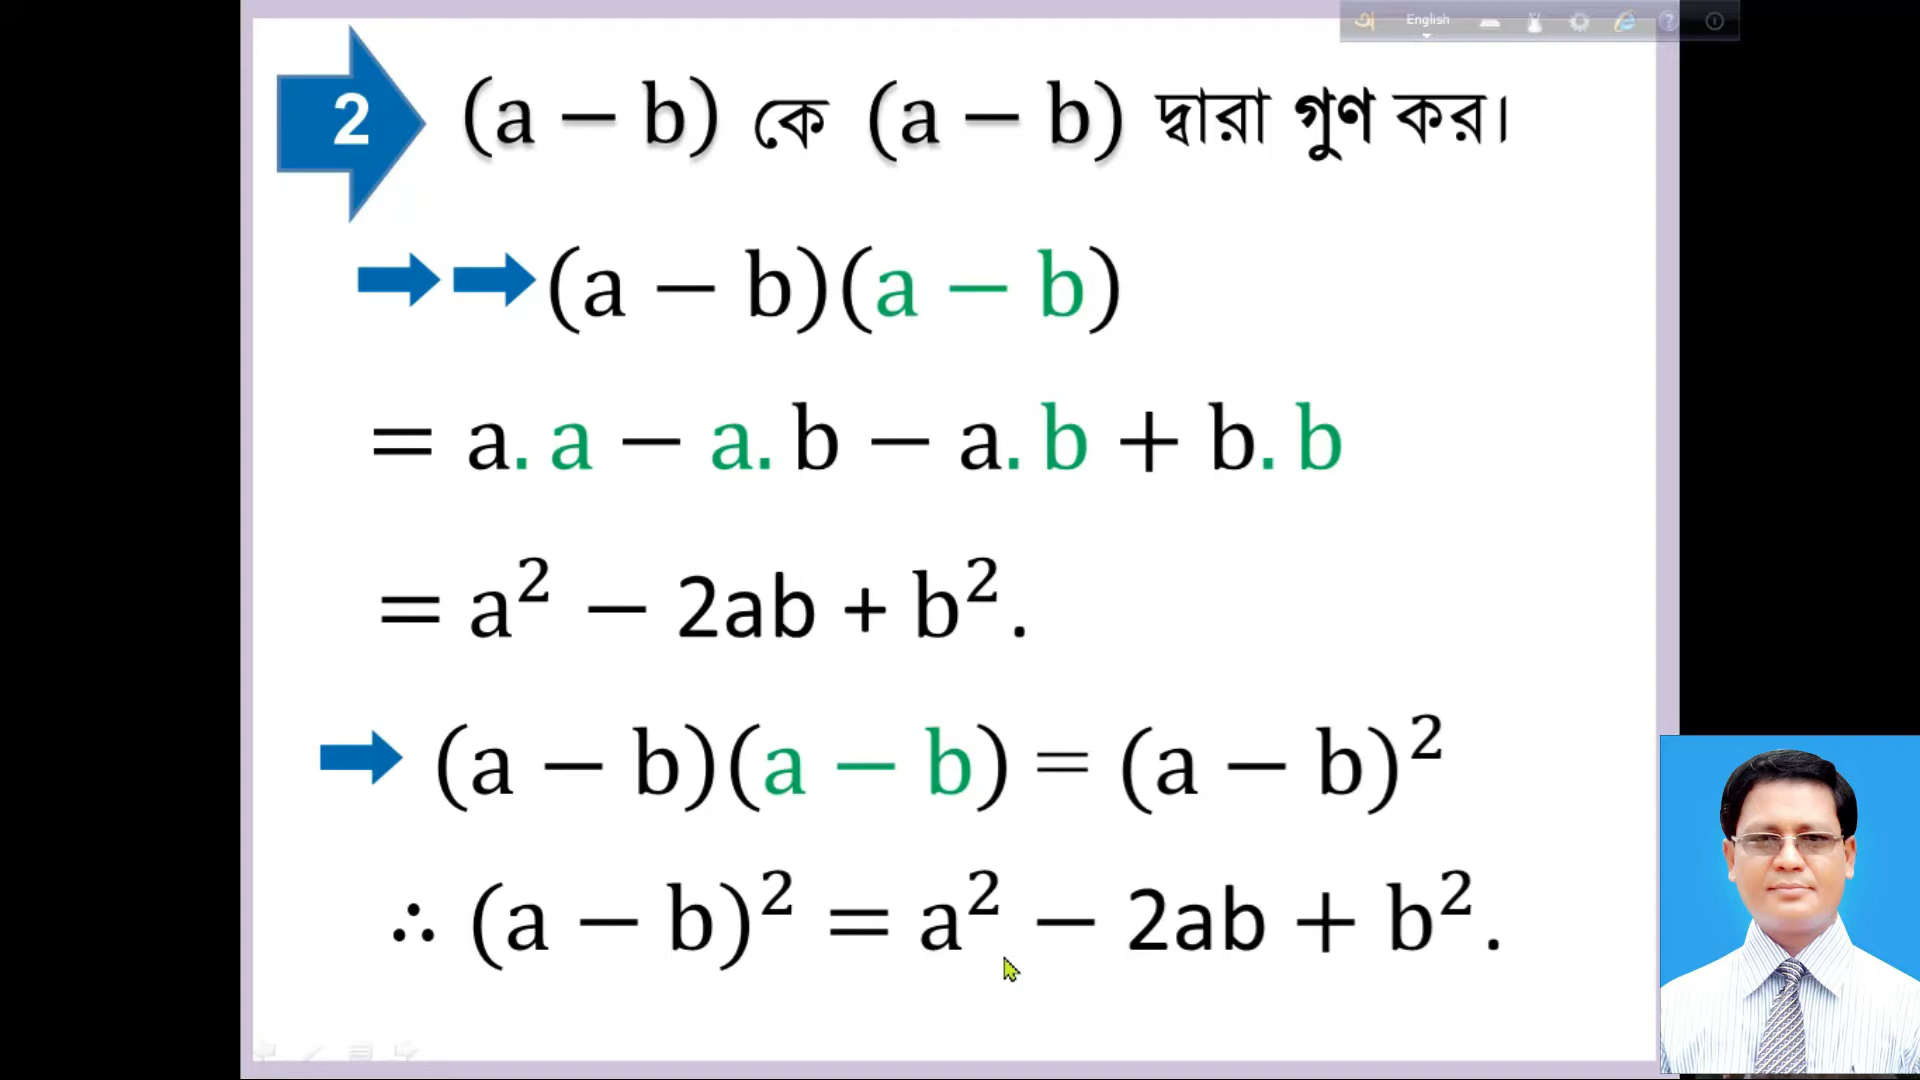 English
2
(a − b) কে (a − b) দ্বারা গুণ কর।
(a − b)(a − b)
= a. a − a. b − a. b + b. b
= a² − 2ab + b².
(a − b)(a − b) = (a − b)²
∴ (a − b)² = a² − 2ab + b².